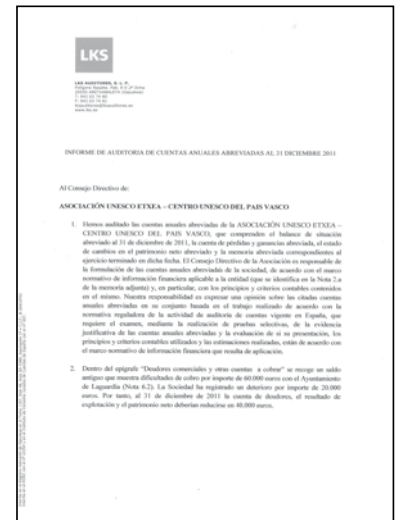 LKS
LKS AUDITORES, S. L. P.
INFORME DE AUDITORIA DE CUENTAS ANUALES ABREVIADAS AL 31 DICIEMBRE 2011
Al Consejo Directivo de:
ASOCIACIÓN UNESCO ETXEA – CENTRO UNESCO DEL PAIS VASCO
1. Hemos auditado las cuentas anuales abreviadas de la ASOCIACIÓN UNESCO ETXEA –
CENTRO UNESCO DEL PAIS VASCO, que comprenden el balance de situación
abreviado al 31 de diciembre de 2011, la cuenta de pérdidas y ganancias abreviada, el estado
de cambios en el patrimonio neto abreviado y la memoria abreviada correspondientes al
ejercicio terminado en dicha fecha. El Consejo Directivo de la Asociación es responsable de
la formulación de las cuentas anuales abreviadas de la sociedad, de acuerdo con el marco
normativo de información financiera aplicable a la entidad (que se identifica en la Nota 2.a
de la memoria adjunta) y, en particular, con los principios y criterios contables contenidos
en el mismo. Nuestra responsabilidad es expresar una opinión sobre las citadas cuentas
anuales abreviadas en su conjunto basada en el trabajo realizado de acuerdo con la
normativa reguladora de la actividad de auditoría de cuentas vigente en España, que
requiere el examen, mediante la realización de pruebas selectivas, de la evidencia
justificativa de las cuentas anuales abreviadas y la evaluación de si su presentación, los
principios y criterios contables utilizados y las estimaciones realizadas, están de acuerdo con
el marco normativo de información financiera que resulta de aplicación.
2. Dentro del epígrafe "Deudores comerciales y otras cuentas a cobrar" se recoge un saldo
antiguo que muestra dificultades de cobro por importe de 60.000 euros con el Ayuntamiento
de Laguardia (Nota 6.2). La Sociedad ha registrado un deterioro por importe de 20.000
euros. Por tanto, al 31 de diciembre de 2011 la cuenta de deudores, el resultado de
explotación y el patrimonio neto deberían reducirse en 40.000 euros.